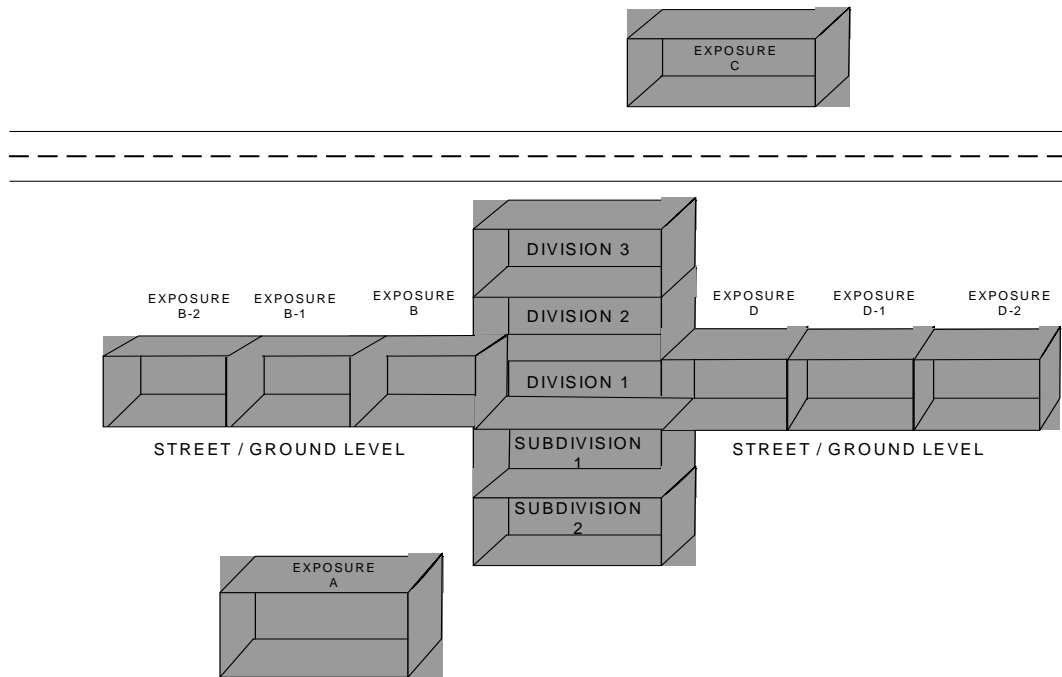 EXPOSURE
C
DIVISION 3
EXPOSURE
B-2
EXPOSURE
B-1
EXPOSURE
B
DIVISION 2
EXPOSURE
D
EXPOSURE
D-1
EXPOSURE
D-2
DIVISION 1
STREET / GROUND LEVEL
SUBDIVISION
1
STREET / GROUND LEVEL
SUBDIVISION
2
EXPOSURE
A